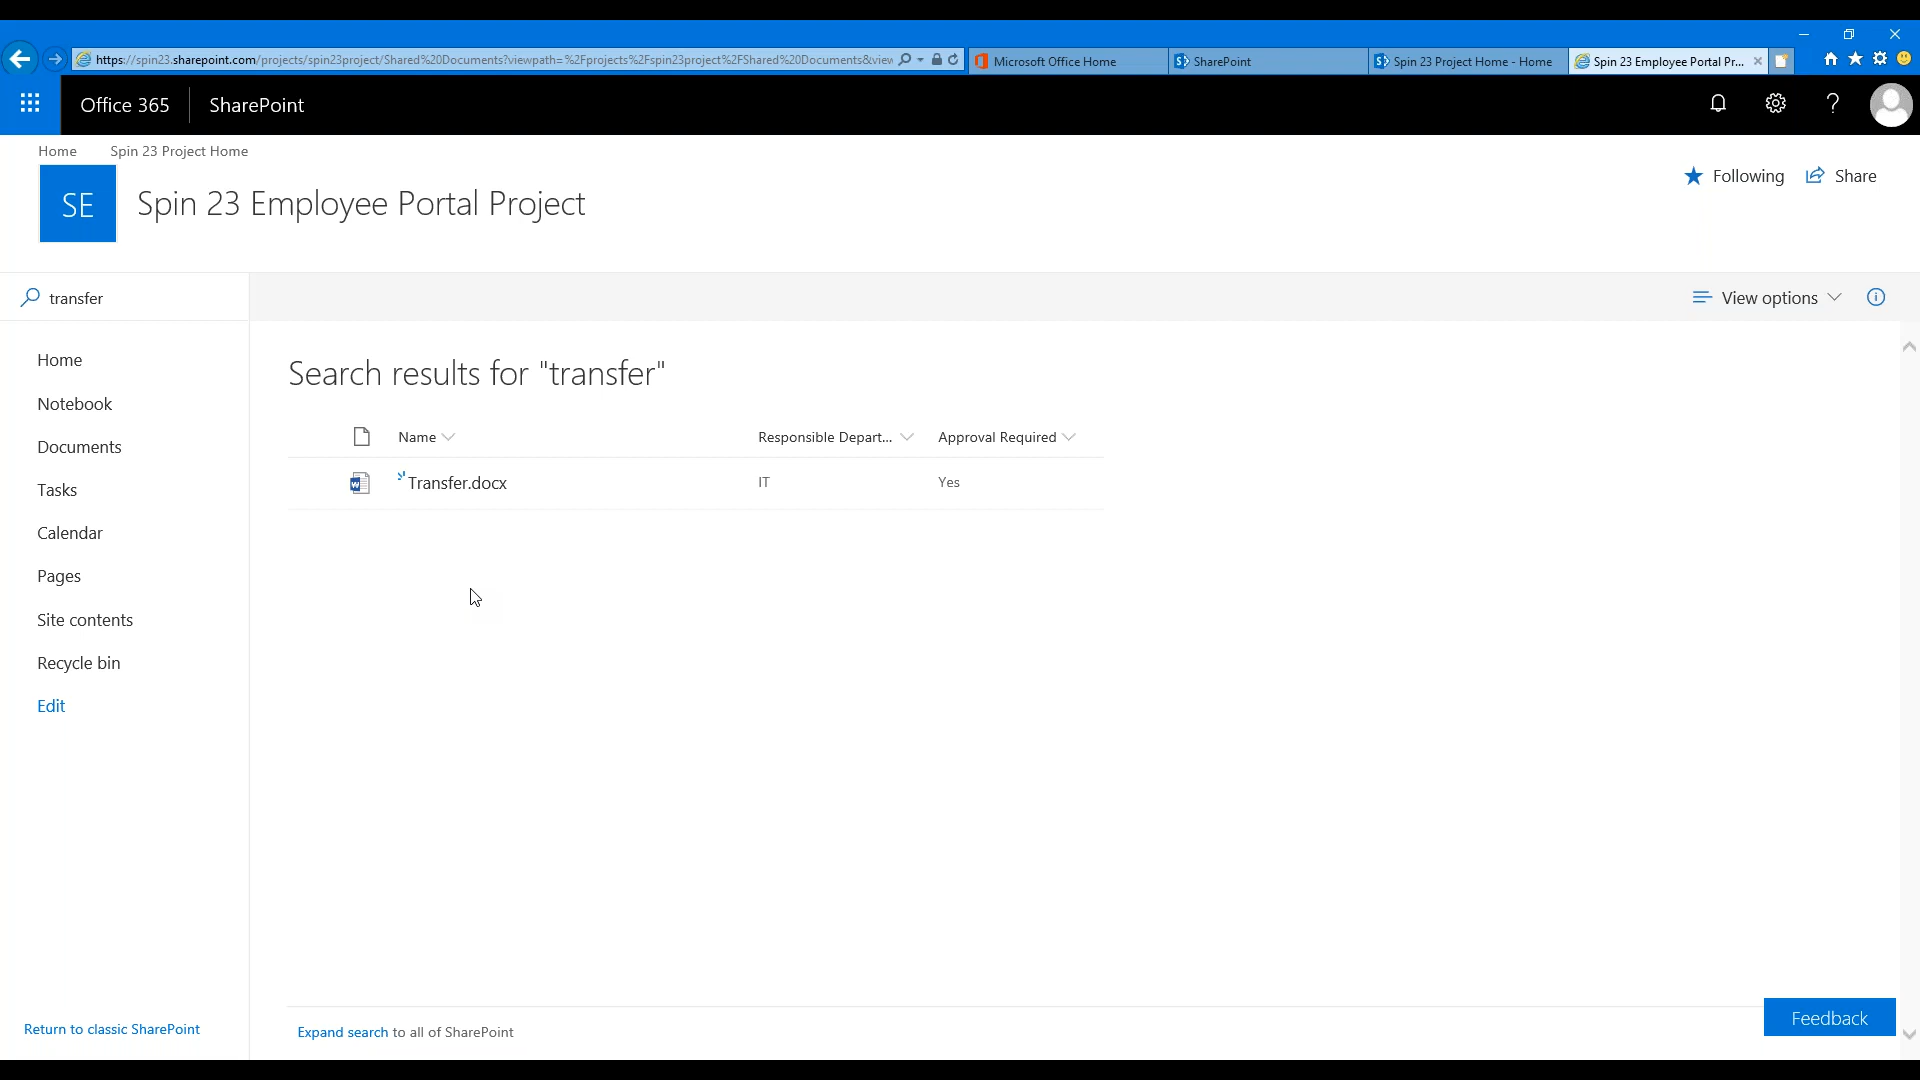 https://spin23.sharepoint.com/projects/spin23project/Shared%20Documents?viewpath=%2Fprojects%2Fspin23project%2FShared%20Documents&view
Microsoft Office Home
SharePoint
Spin 23 Project Home - Home
Spin 23 Employee Portal Pr...
Office 365
SharePoint
Home
Spin 23 Project Home
SE
Spin 23 Employee Portal Project
Following
Share
transfer
View options
Home
Notebook
Documents
Tasks
Calendar
Pages
Site contents
Recycle bin
Edit
Return to classic SharePoint
Search results for "transfer"
Name
Responsible Depart...
Approval Required
Transfer.docx
IT
Yes
Expand search to all of SharePoint
Feedback